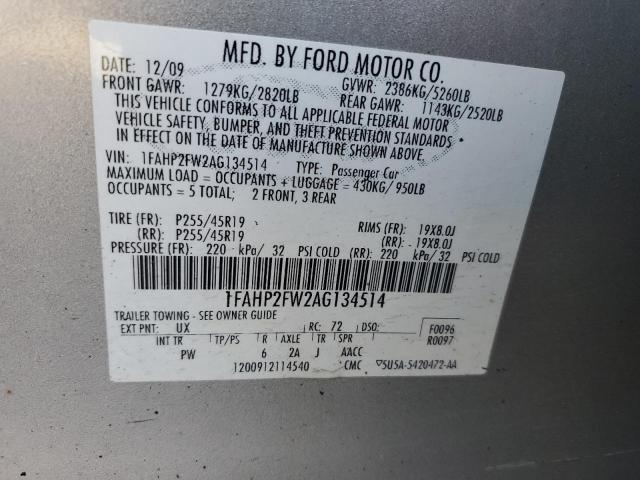 MFD. BY FORD MOTOR CO.
DATE: 12/09 GVWR: 2386KG/5260LB
FRONT GAWR: 1279KG/2820LB REAR GAWR: 1143KG/2520LB
THIS VEHICLE CONFORMS TO ALL APPLICABLE FEDERAL MOTOR
VEHICLE SAFETY, BUMPER, AND THEFT PREVENTION STANDARDS
IN EFFECT ON THE DATE OF MANUFACTURE SHOWN ABOVE.
VIN: 1FAHP2FW2AG134514 TYPE: Passenger Car
MAXIMUM LOAD = OCCUPANTS + LUGGAGE = 430KG/950LB
OCCUPANTS = 5 TOTAL; 2 FRONT, 3 REAR
TIRE (FR): P255/45R19 RIMS (FR): 19X8.0J
(RR): P255/45R19 (RR): 19X8.0J
PRESSURE (FR): 220 kPa/ 32 PSI COLD (RR): 220 kPa/ 32 PSI COLD
1FAHP2FW2AG134514
TRAILER TOWING - SEE OWNER GUIDE
EXT PNT: UX RC: 72 DSO: F0096
INT TR TP/PS R AXLE TR SPR R0097
PW 6 2A J AACC
1200912114540 CMC ▽5U5A-5420472-AA